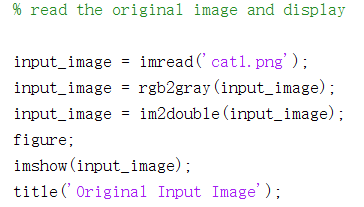 % read the original image and display
input_image = imread('cat1.png');
input_image = rgb2gray(input_image);
input_image = im2double(input_image);
figure;
imshow(input_image);
title('Original Input Image');